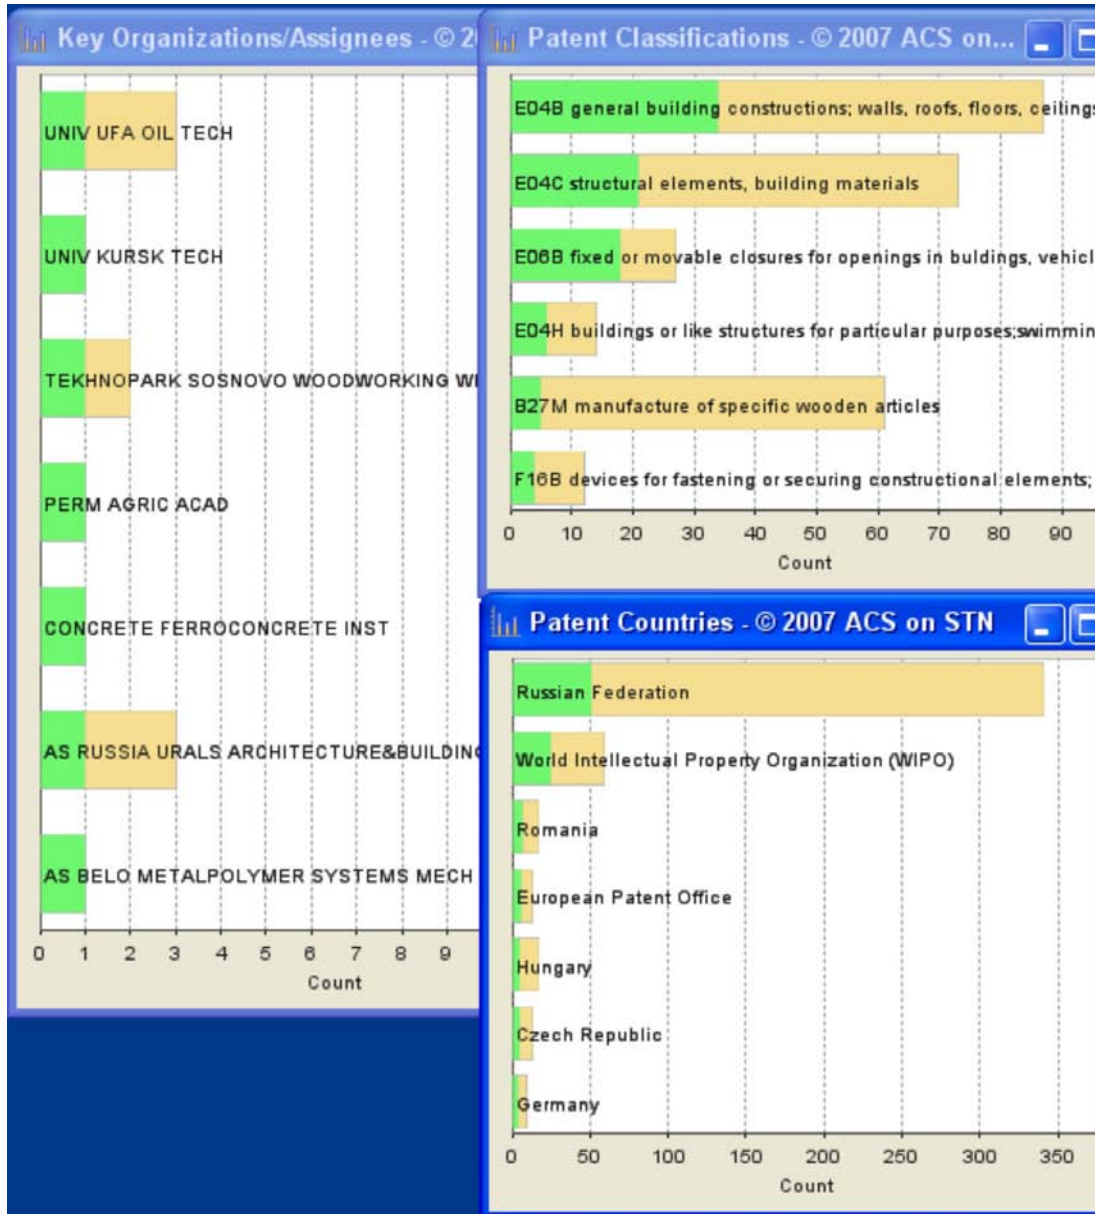 Key Organizations/Assignees - © 2
UNIV UFA OIL TECH
UNIV KURSK TECH
TEKHNOPARK SOSNOVO WOODWORKING WI
PERM AGRIC ACAD
CONCRETE FERROCONCRETE INST
AS RUSSIA URALS ARCHITECTURE&BUILDING
AS BELO METALPOLYMER SYSTEMS MECH
0 1 2 3 4 5 6 7 8 9
Count
Patent Classifications - © 2007 ACS on...
E04B general building constructions; walls, roofs, floors, ceilings
E04C structural elements, building materials
E06B fixed or movable closures for openings in buldings, vehicl
E04H buildings or like structures for particular purposes;swimmin
B27M manufacture of specific wooden articles
F16B devices for fastening or securing constructional elements;
0 10 20 30 40 50 60 70 80 90
Count
Patent Countries - © 2007 ACS on STN
Russian Federation
World Intellectual Property Organization (WIPO)
Romania
European Patent Office
Hungary
Czech Republic
Germany
0 50 100 150 200 250 300 350
Count